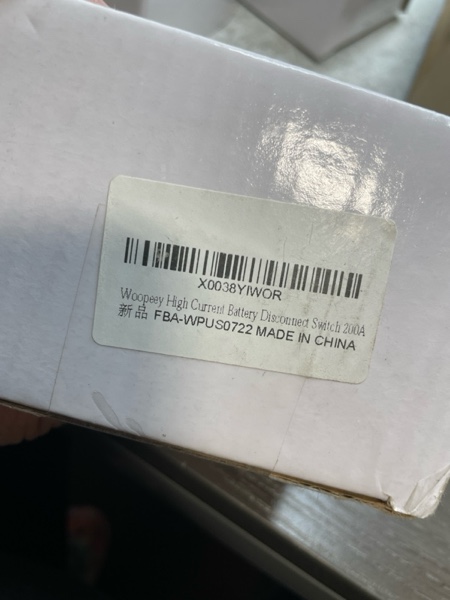 X0038YIWOR
Woopeey High Current Battery Disconnect Switch 200A
新品 FBA-WPUS0722 MADE IN CHINA